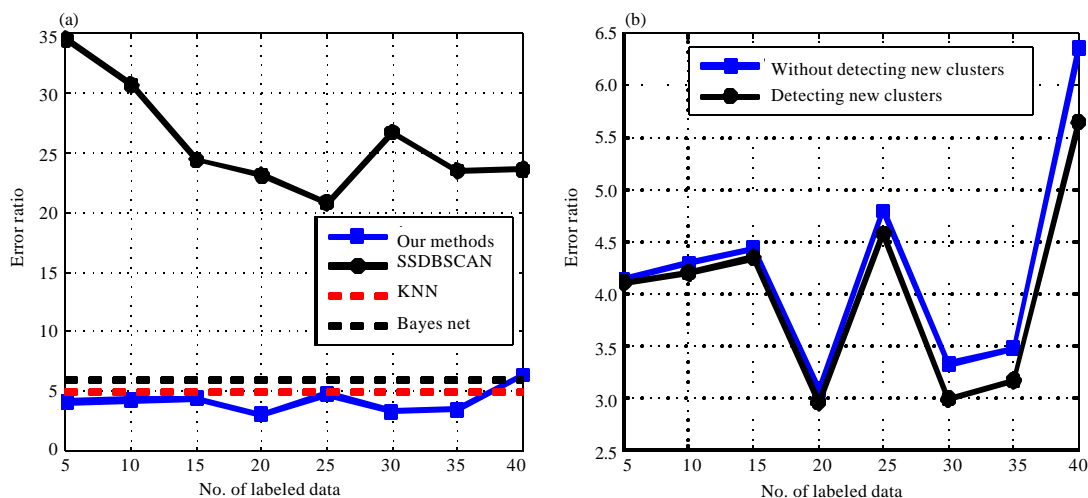 (a)
35
30
25
20
15
10
5
0
Error ratio
Our methods
SSDBSCAN
KNN
Bayes net
5 10 15 20 25 30 35 40
No. of labeled data
(b)
6.5
6.0
5.5
5.0
4.5
4.0
3.5
3.0
2.5
Error ratio
Without detecting new clusters
Detecting new clusters
5 10 15 20 25 30 35 40
No. of labeled data